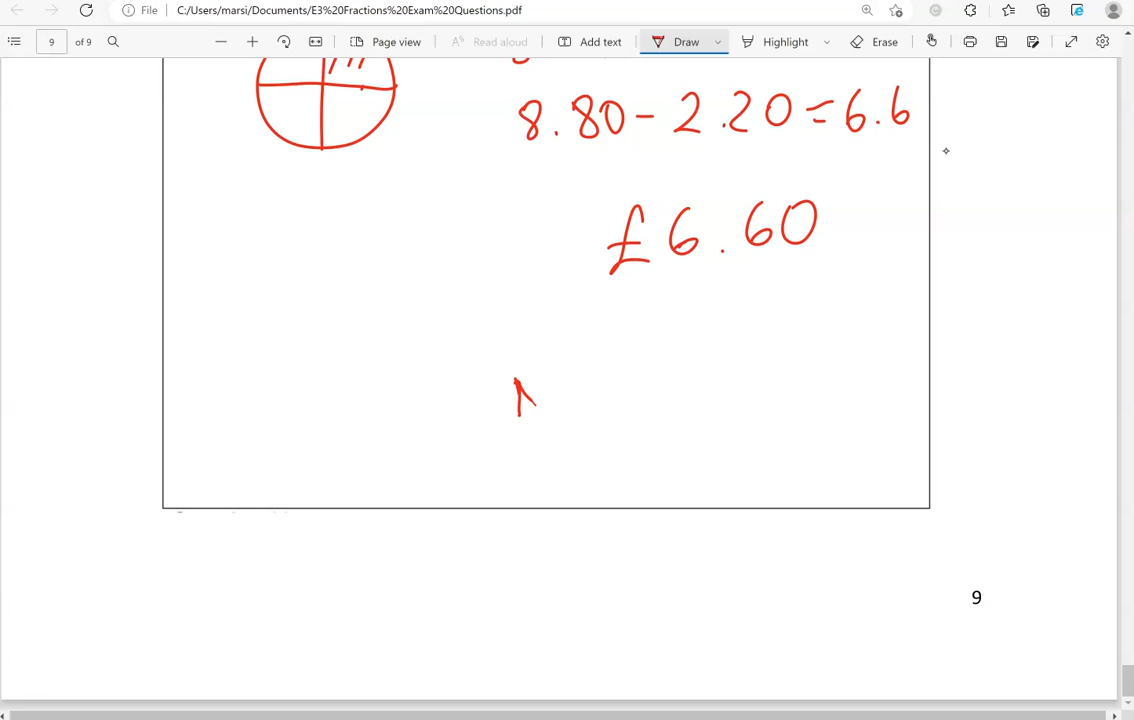 File
C:/Users/marsi/Documents/E3%20Fractions%20Exam%20Questions.pdf
9 of 9 Page view Read aloud Add text Draw Highlight Erase
8.80 - 2.20 = 6.6
£6.60
9